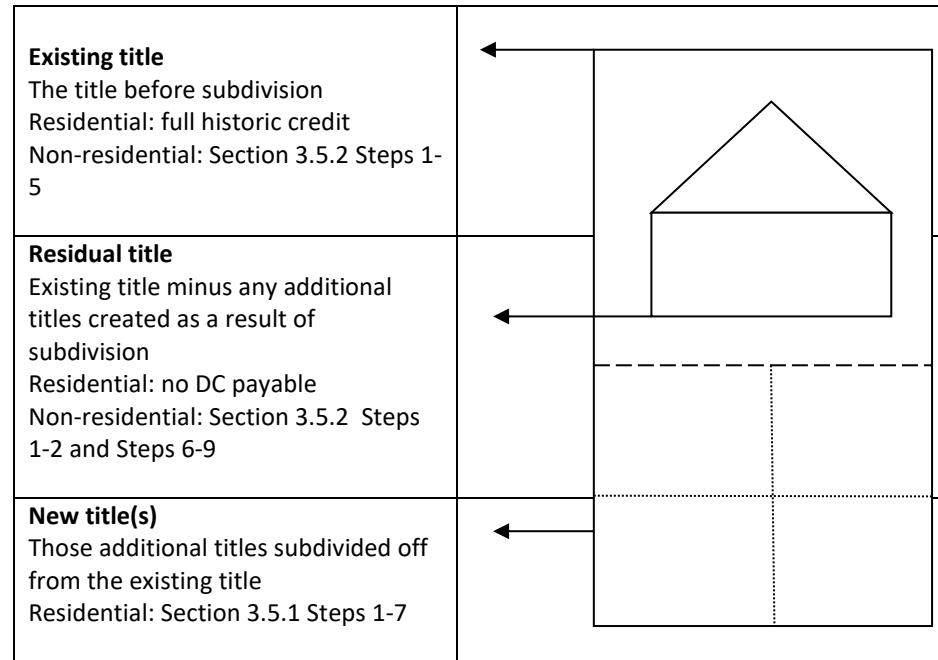 Existing title
The title before subdivision
Residential: full historic credit
Non-residential: Section 3.5.2 Steps 1-
5
Residual title
Existing title minus any additional
titles created as a result of
subdivision
Residential: no DC payable
Non-residential: Section 3.5.2  Steps
1-2 and Steps 6-9
New title(s)
Those additional titles subdivided off
from the existing title
Residential: Section 3.5.1 Steps 1-7